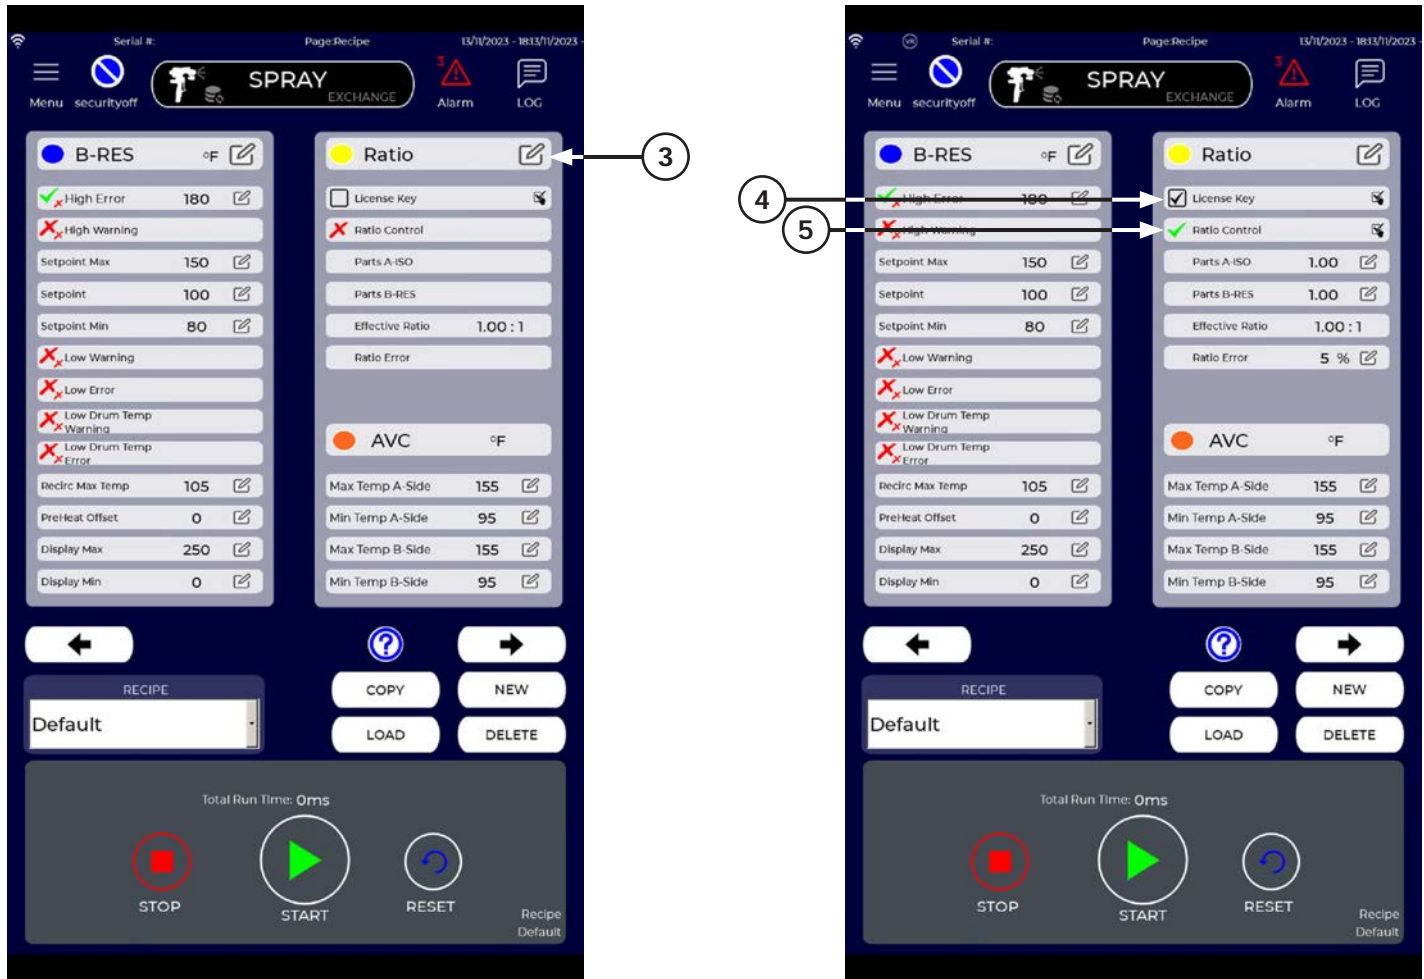 Serial #: Page:Recipe 13/11/2023 - 18:13/11/2023 -
Menu securityoff SPRAY EXCHANGE 3 Alarm LOG
B-RES °F
High Error 180
High Warning
Setpoint Max 150
Setpoint 100
Setpoint Min 80
Low Warning
Low Error
Low Drum Temp
Warning
Low Drum Temp
Error
Recirc Max Temp 105
PreHeat Offset 0
Display Max 250
Display Min 0
Ratio
3
License Key
Ratio Control
Parts A-ISO
Parts B-RES
Effective Ratio 1.00 : 1
Ratio Error
AVC °F
Max Temp A-Side 155
Min Temp A-Side 95
Max Temp B-Side 155
Min Temp B-Side 95
?
RECIPE
Default
COPY NEW
LOAD DELETE
Total Run Time: 0ms
STOP START RESET
Recipe
Default
VR Serial #: Page:Recipe 13/11/2023 - 18:13/11/2023 -
Menu securityoff SPRAY EXCHANGE 3 Alarm LOG
B-RES °F
High Error 180
High Warning
Setpoint Max 150
Setpoint 100
Setpoint Min 80
Low Warning
Low Error
Low Drum Temp
Warning
Low Drum Temp
Error
Recirc Max Temp 105
PreHeat Offset 0
Display Max 250
Display Min 0
Ratio
4
License Key
5
Ratio Control
Parts A-ISO 1.00
Parts B-RES 1.00
Effective Ratio 1.00 : 1
Ratio Error 5 %
AVC °F
Max Temp A-Side 155
Min Temp A-Side 95
Max Temp B-Side 155
Min Temp B-Side 95
?
RECIPE
Default
COPY NEW
LOAD DELETE
Total Run Time: 0ms
STOP START RESET
Recipe
Default